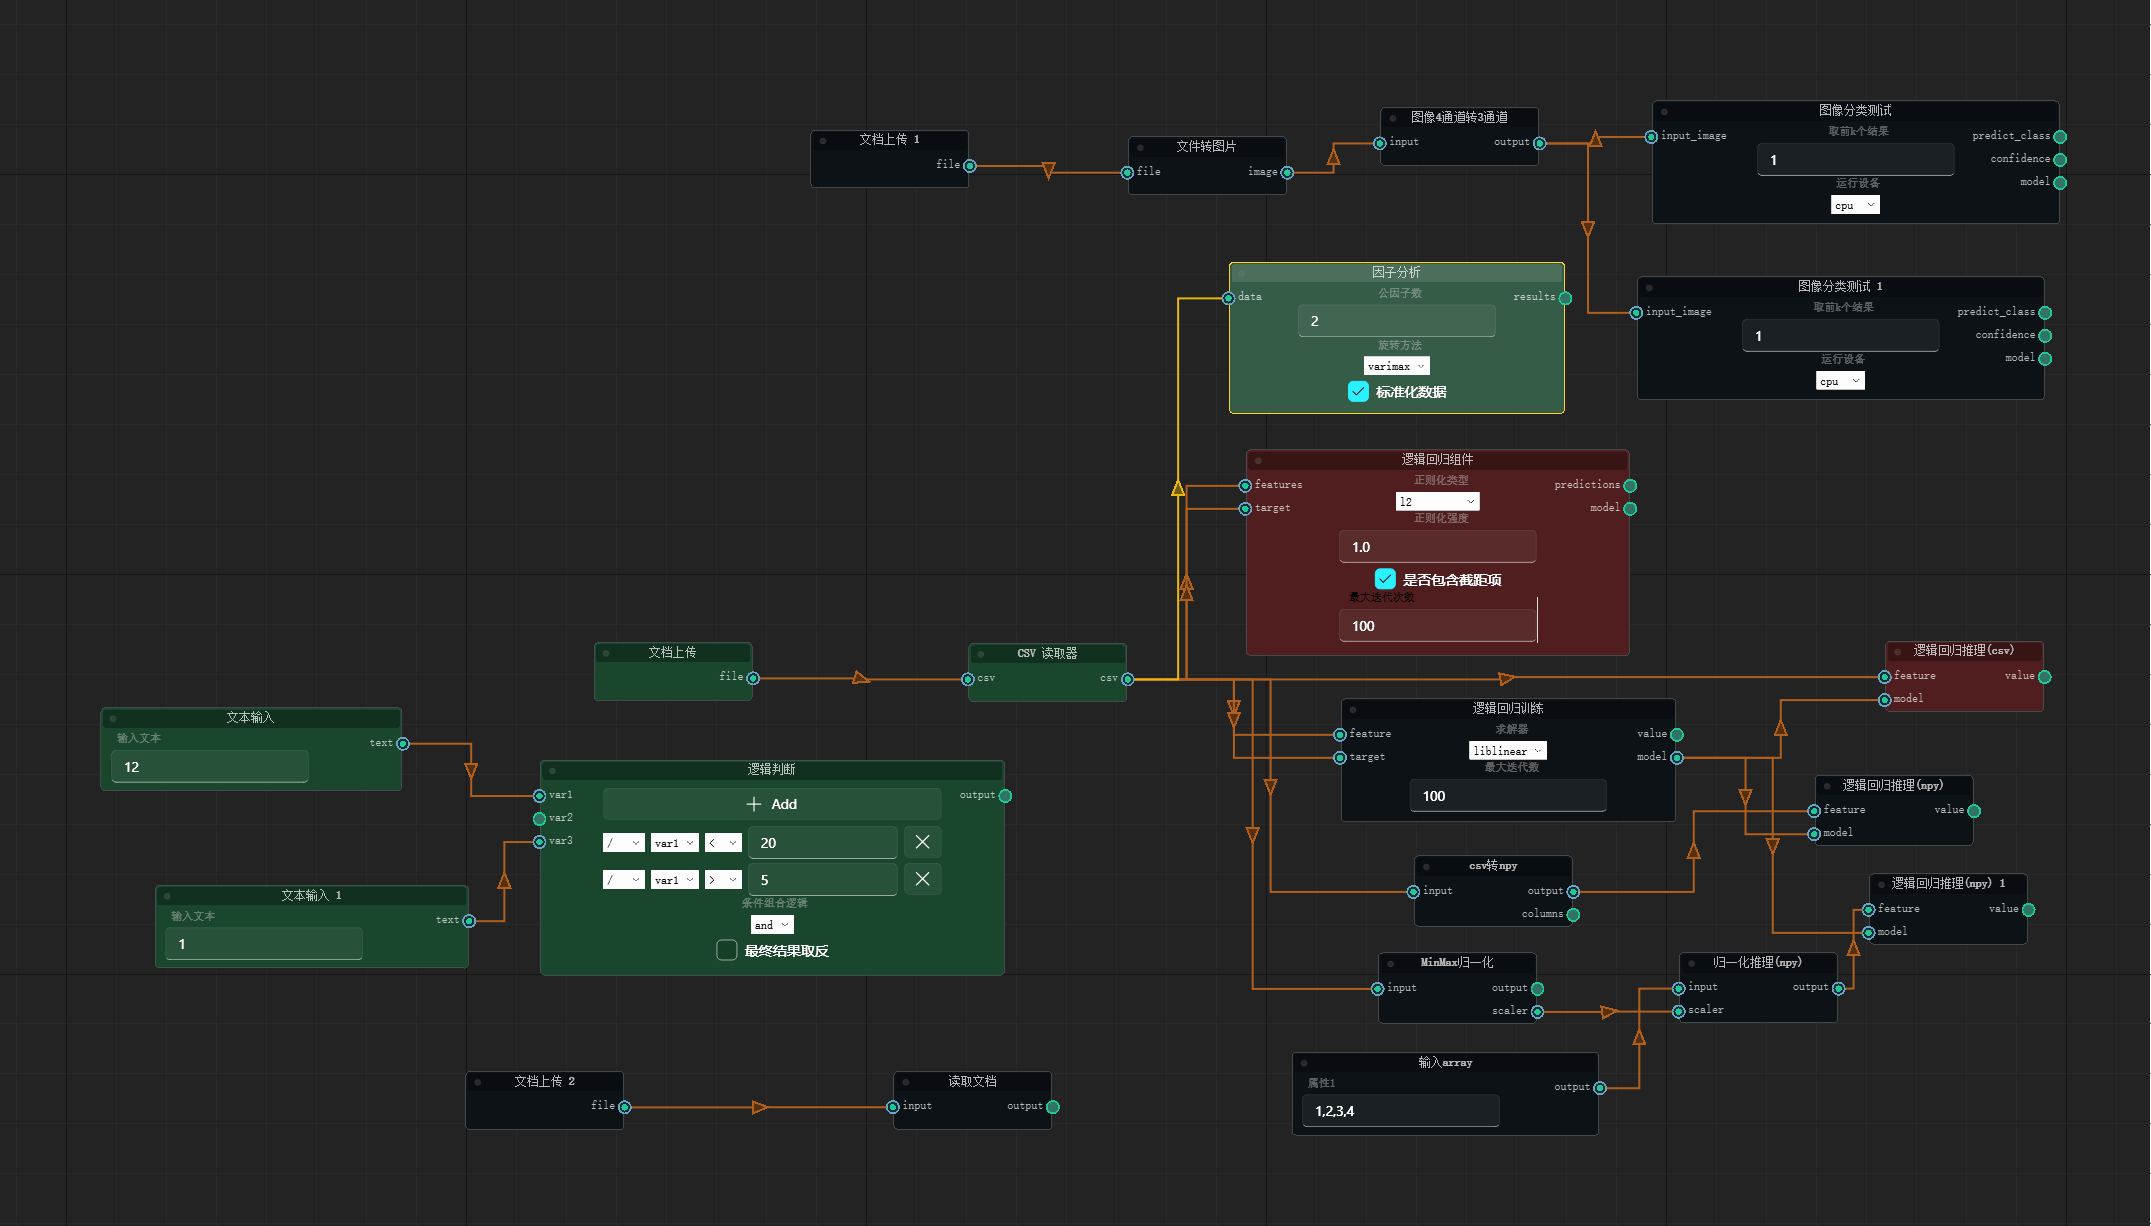 文档上传 1
file
文件转图片
file
image
图像4通道转3通道
input
output
图像分类测试
input_image
取前k个结果
1
运行设备
cpu
predict_class
confidence
model
因子分析
data
公因子数
2
旋转方法
varimax
标准化数据
results
图像分类测试 1
input_image
取前k个结果
1
运行设备
cpu
predict_class
confidence
model
逻辑回归组件
features
target
正则化类型
l2
正则化强度
1.0
是否包含截距项
最大迭代次数
100
predictions
model
文档上传
file
CSV 读取器
csv
csv
逻辑回归推理(csv)
feature
model
value
文本输入
输入文本
12
text
逻辑回归训练
feature
target
求解器
liblinear
最大迭代数
100
value
model
逻辑判断
var1
var2
var3
Add
/ var1 < 20
/ var1 > 5
条件组合逻辑
and
最终结果取反
output
逻辑回归推理(npy)
feature
model
value
文本输入 1
输入文本
1
text
csv转npy
input
output
columns
逻辑回归推理(npy) 1
feature
model
value
MinMax归一化
input
output
scaler
归一化推理(npy)
input
scaler
output
文档上传 2
file
读取文档
input
output
输入array
属性1
1,2,3,4
output